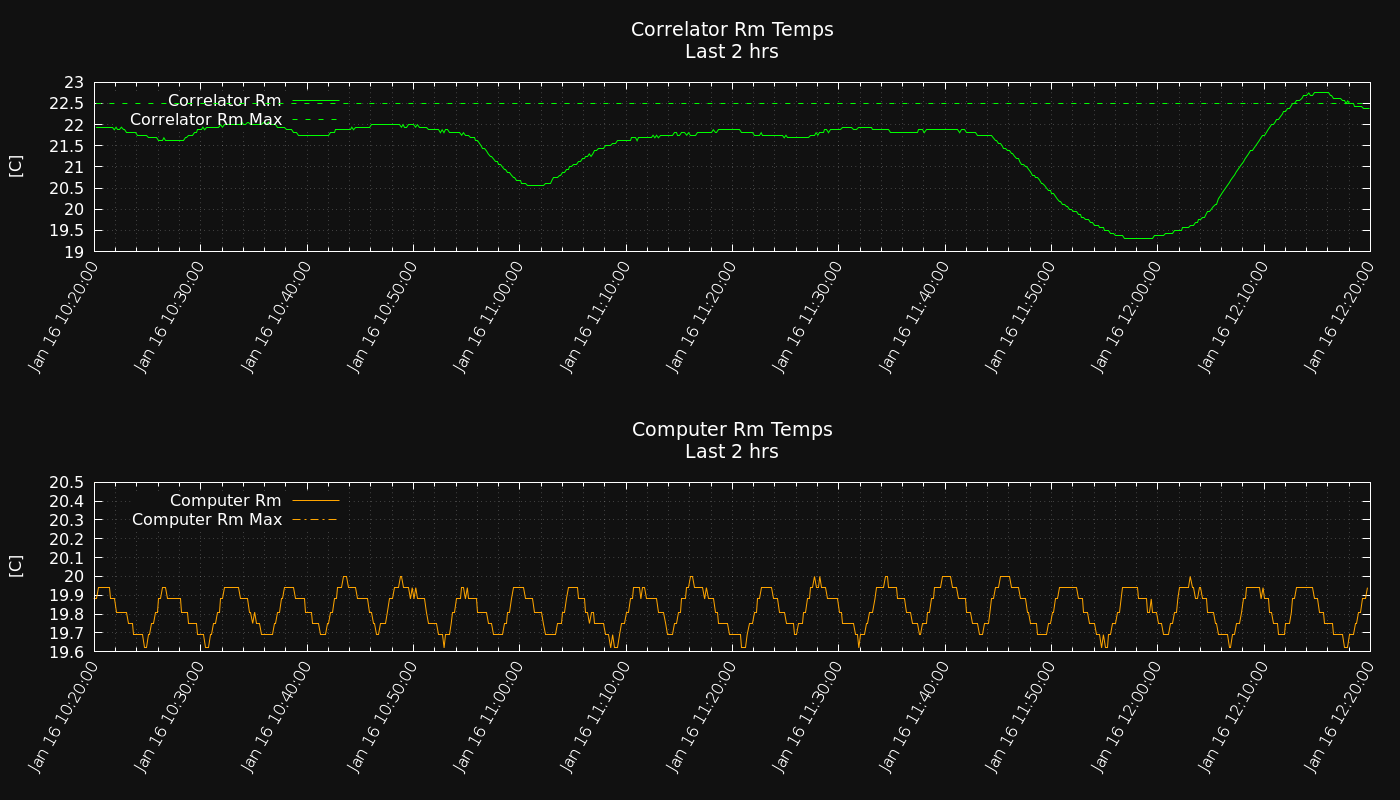 Correlator Rm Temps
Last 2 hrs
[C]
23
22.5
22
21.5
21
20.5
20
19.5
19
Correlator Rm
Correlator Rm Max
Jan 16 10:20:00
Jan 16 10:30:00
Jan 16 10:40:00
Jan 16 10:50:00
Jan 16 11:00:00
Jan 16 11:10:00
Jan 16 11:20:00
Jan 16 11:30:00
Jan 16 11:40:00
Jan 16 11:50:00
Jan 16 12:00:00
Jan 16 12:10:00
Jan 16 12:20:00
Computer Rm Temps
Last 2 hrs
[C]
20.5
20.4
20.3
20.2
20.1
20
19.9
19.8
19.7
19.6
Computer Rm
Computer Rm Max
Jan 16 10:20:00
Jan 16 10:30:00
Jan 16 10:40:00
Jan 16 10:50:00
Jan 16 11:00:00
Jan 16 11:10:00
Jan 16 11:20:00
Jan 16 11:30:00
Jan 16 11:40:00
Jan 16 11:50:00
Jan 16 12:00:00
Jan 16 12:10:00
Jan 16 12:20:00